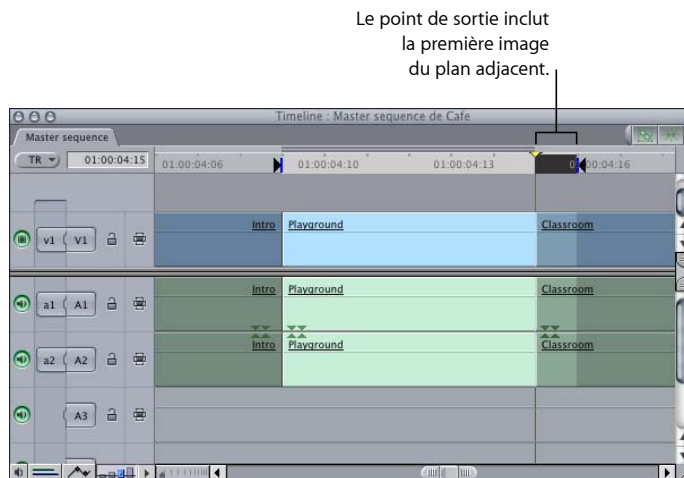 Le point de sortie inclut
la première image
du plan adjacent.
Timeline : Master sequence de Cafe
Master sequence
TR 01:00:04:15 01:00:04:06 01:00:04:10 01:00:04:13 00:04:16
v1 V1 Intro Playground Classroom
a1 A1 Intro Playground Classroom
a2 A2 Intro Playground Classroom
A3